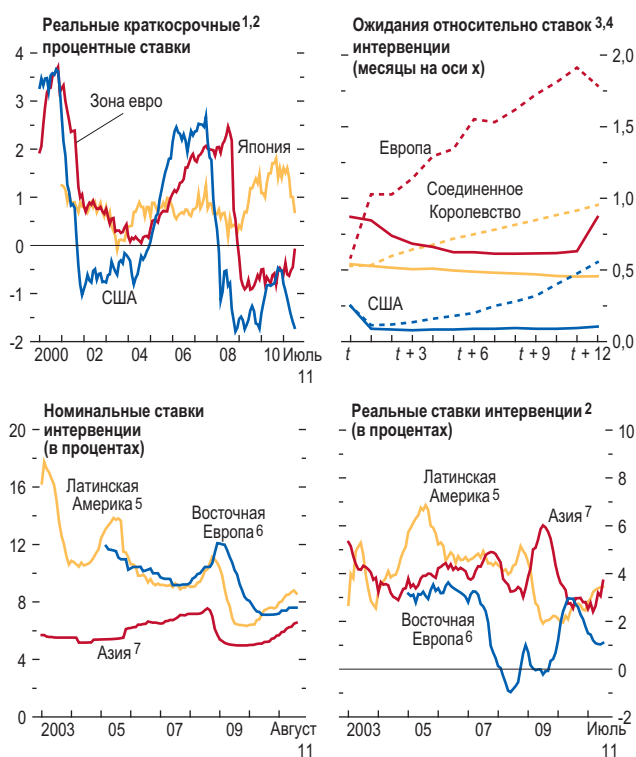 Реальные краткосрочные 1,2
процентные ставки
4
3
2
1
0
-1
-2
Зона евро
Япония
США
2000 02 04 06 08 10 Июль
11
Ожидания относительно ставок 3,4
интервенции
(месяцы на оси x)
2,0
1,5
1,0
0,5
0,0
Европа
Соединенное
Королевство
США
t t + 3 t + 6 t + 9 t + 12
Номинальные ставки
интервенции
(в процентах)
20
16
12
8
4
0
Латинская
Америка 5
Восточная
Европа 6
Азия 7
2003 05 07 09 Август
11
Реальные ставки интервенции 2
(в процентах)
10
8
6
4
2
0
-2
Латинская
Америка 5
Азия 7
Восточная
Европа 6
2003 05 07 09 Июль
11